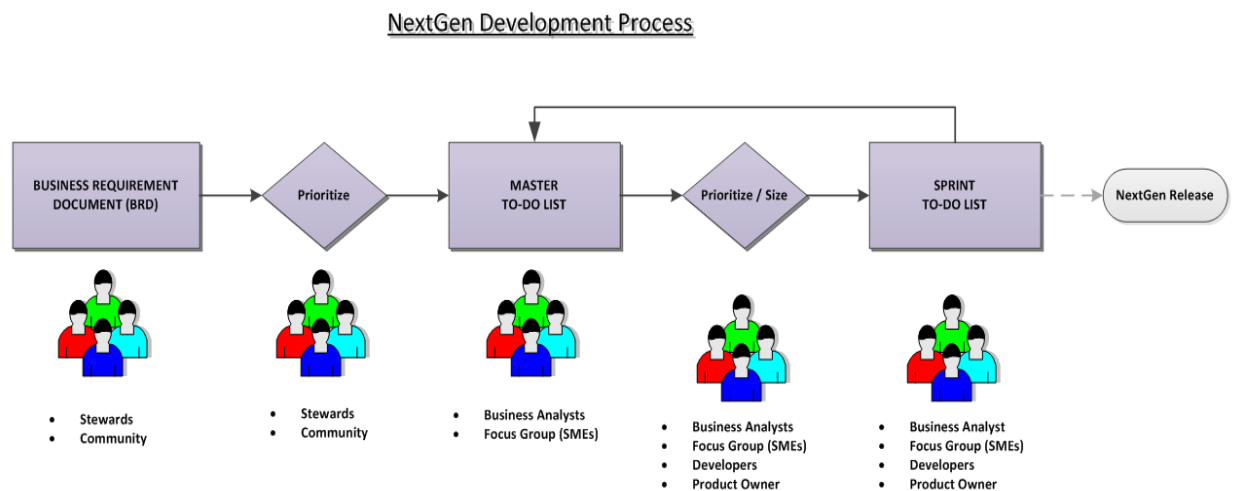 NextGen Development Process
BUSINESS REQUIREMENT
DOCUMENT (BRD)
Prioritize
MASTER
TO-DO LIST
Prioritize / Size
SPRINT
TO-DO LIST
NextGen Release
• Stewards
• Community
• Stewards
• Community
• Business Analysts
• Focus Group (SMEs)
• Business Analysts
• Focus Group (SMEs)
• Developers
• Product Owner
• Business Analyst
• Focus Group (SMEs)
• Developers
• Product Owner